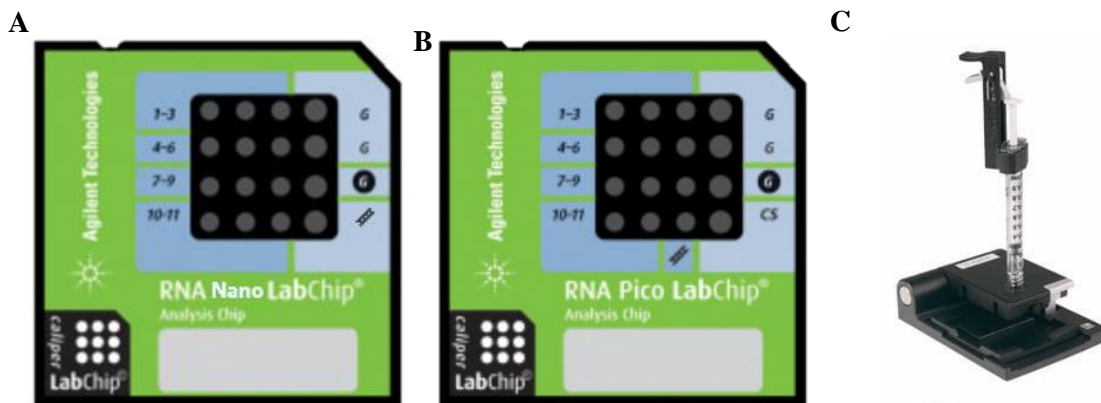 A
B
C
Agilent Technologies
1-3
4-6
7-9
10-11
G
G
G
RNA Nano LabChip®
Analysis Chip
caliper
LabChip®
Agilent Technologies
1-3
4-6
7-9
10-11
G
G
G
CS
RNA Pico LabChip®
Analysis Chip
caliper
LabChip®